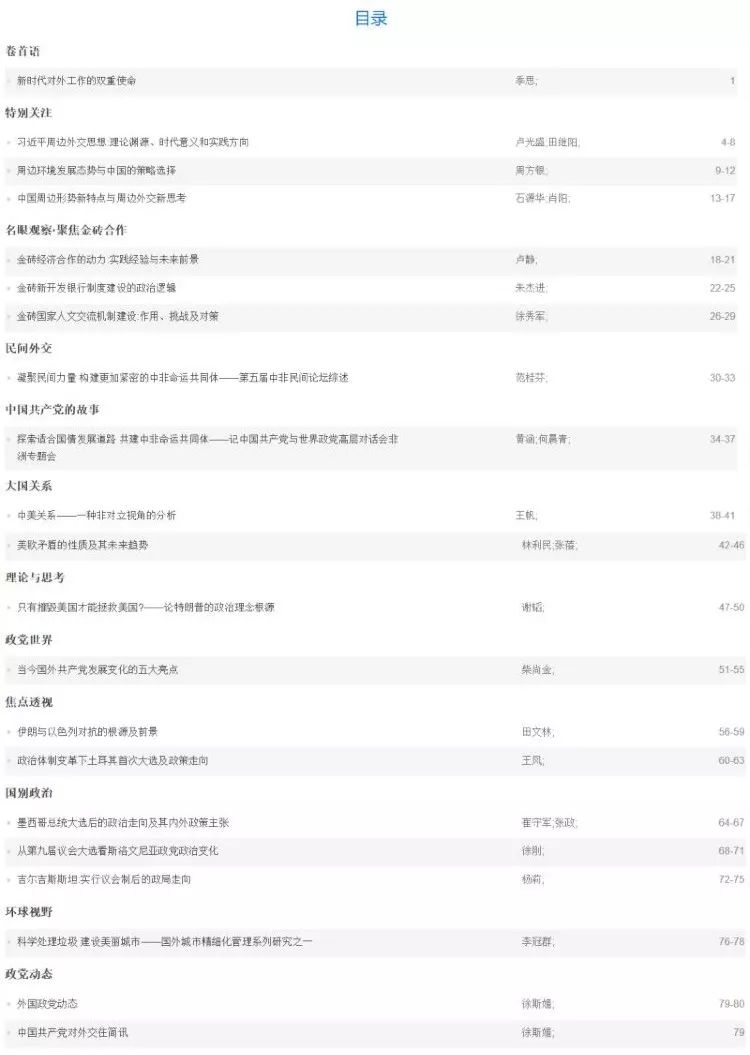 目录
卷首语
新时代对外工作的双重使命 季思; 1
特别关注
习近平周边外交思想:理论渊源、时代意义和实践方向 卢光盛;田继阳; 4-8
周边环境发展态势与中国的策略选择 周方银; 9-12
中国周边形势新特点与周边外交新思考 石源华;肖阳; 13-17
名眼观察·聚焦金砖合作
金砖经济合作的动力:实践经验与未来前景 卢静; 18-21
金砖新开发银行制度建设的政治逻辑 朱杰进; 22-25
金砖国家人文交流机制建设:作用、挑战及对策 徐秀军; 26-29
民间外交
凝聚民间力量 构建更加紧密的中非命运共同体——第五届中非民间论坛综述 范桂芬; 30-33
中国共产党的故事
探索适合国情发展道路 共建中非命运共同体——记中国共产党与世界政党高层对话会非 黄涵;何晨青; 34-37
洲专题会
大国关系
中美关系——一种非对立视角的分析 王帆; 38-41
美欧矛盾的性质及其未来趋势 林利民;张蓓; 42-46
理论与思考
只有摧毁美国才能拯救美国?——论特朗普的政治理念根源 谢韬; 47-50
政党世界
当今国外共产党发展变化的五大亮点 柴尚金; 51-55
焦点透视
伊朗与以色列对抗的根源及前景 田文林; 56-59
政治体制变革下土耳其首次大选及政策走向 王凤; 60-63
国别政治
墨西哥总统大选后的政治走向及其内外政策主张 崔守军;张政; 64-67
从第九届议会大选看斯洛文尼亚政党政治变化 徐刚; 68-71
吉尔吉斯斯坦:实行议会制后的政局走向 杨莉; 72-75
环球视野
科学处理垃圾 建设美丽城市——国外城市精细化管理系列研究之一 李冠群; 76-78
政党动态
外国政党动态 徐斯嬙; 79-80
中国共产党对外交往简讯 徐斯嬙; 79